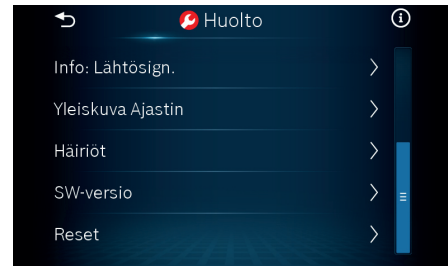 Huolto
Info: Lähtösign.
Yleiskuva Ajastin
Häiriöt
SW-versio
Reset